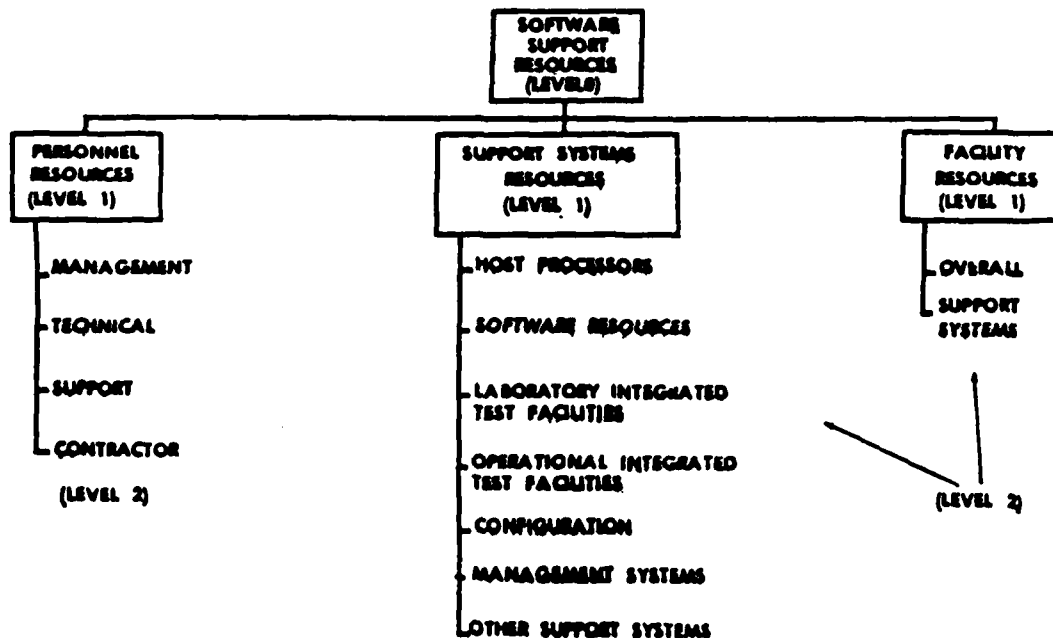 SOFTWARE
SUPPORT
RESOURCES
(LEVEL0)
PERSONNEL
RESOURCES
(LEVEL 1)
MANAGEMENT
TECHNICAL
SUPPORT
CONTRACTOR
(LEVEL 2)
SUPPORT SYSTEMS
RESOURCES
(LEVEL 1)
HOST PROCESSORS
SOFTWARE RESOURCES
LABORATORY INTEGRATED
TEST FACILITIES
OPERATIONAL INTEGRATED
TEST FACILITIES
CONFIGURATION
MANAGEMENT SYSTEMS
OTHER SUPPORT SYSTEMS
FACILITY
RESOURCES
(LEVEL 1)
OVERALL
SUPPORT
SYSTEMS
(LEVEL 2)